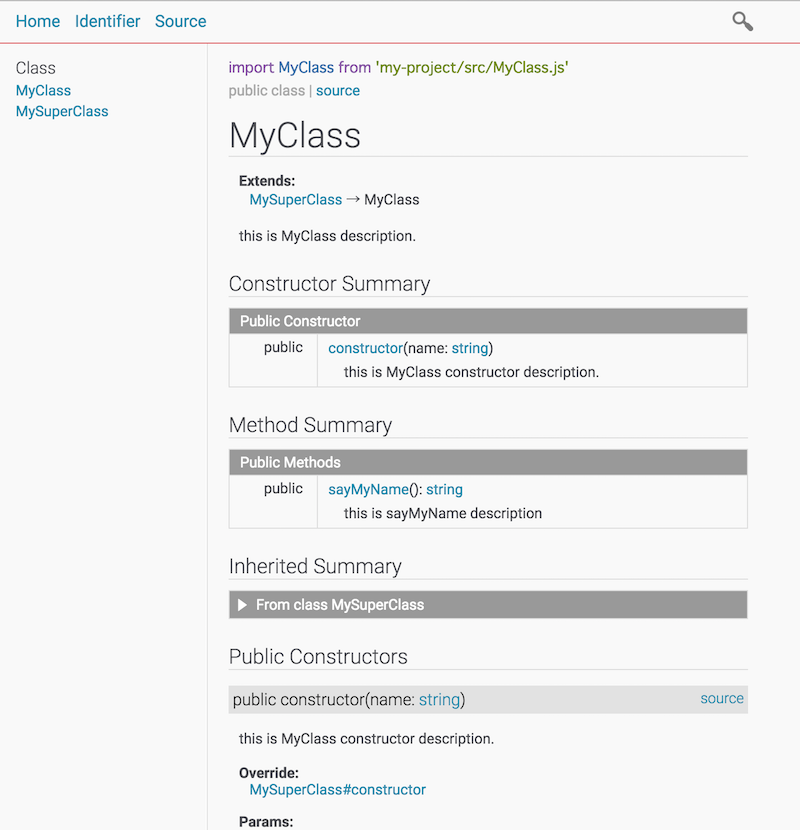 Home Identifier Source
Class
MyClass
MySuperClass
import MyClass from 'my-project/src/MyClass.js'
public class | source
MyClass
Extends:
MySuperClass → MyClass
this is MyClass description.
Constructor Summary
Public Constructor
public constructor(name: string)
this is MyClass constructor description.
Method Summary
Public Methods
public sayMyName(): string
this is sayMyName description
Inherited Summary
From class MySuperClass
Public Constructors
public constructor(name: string) source
this is MyClass constructor description.
Override:
MySuperClass#constructor
Params: